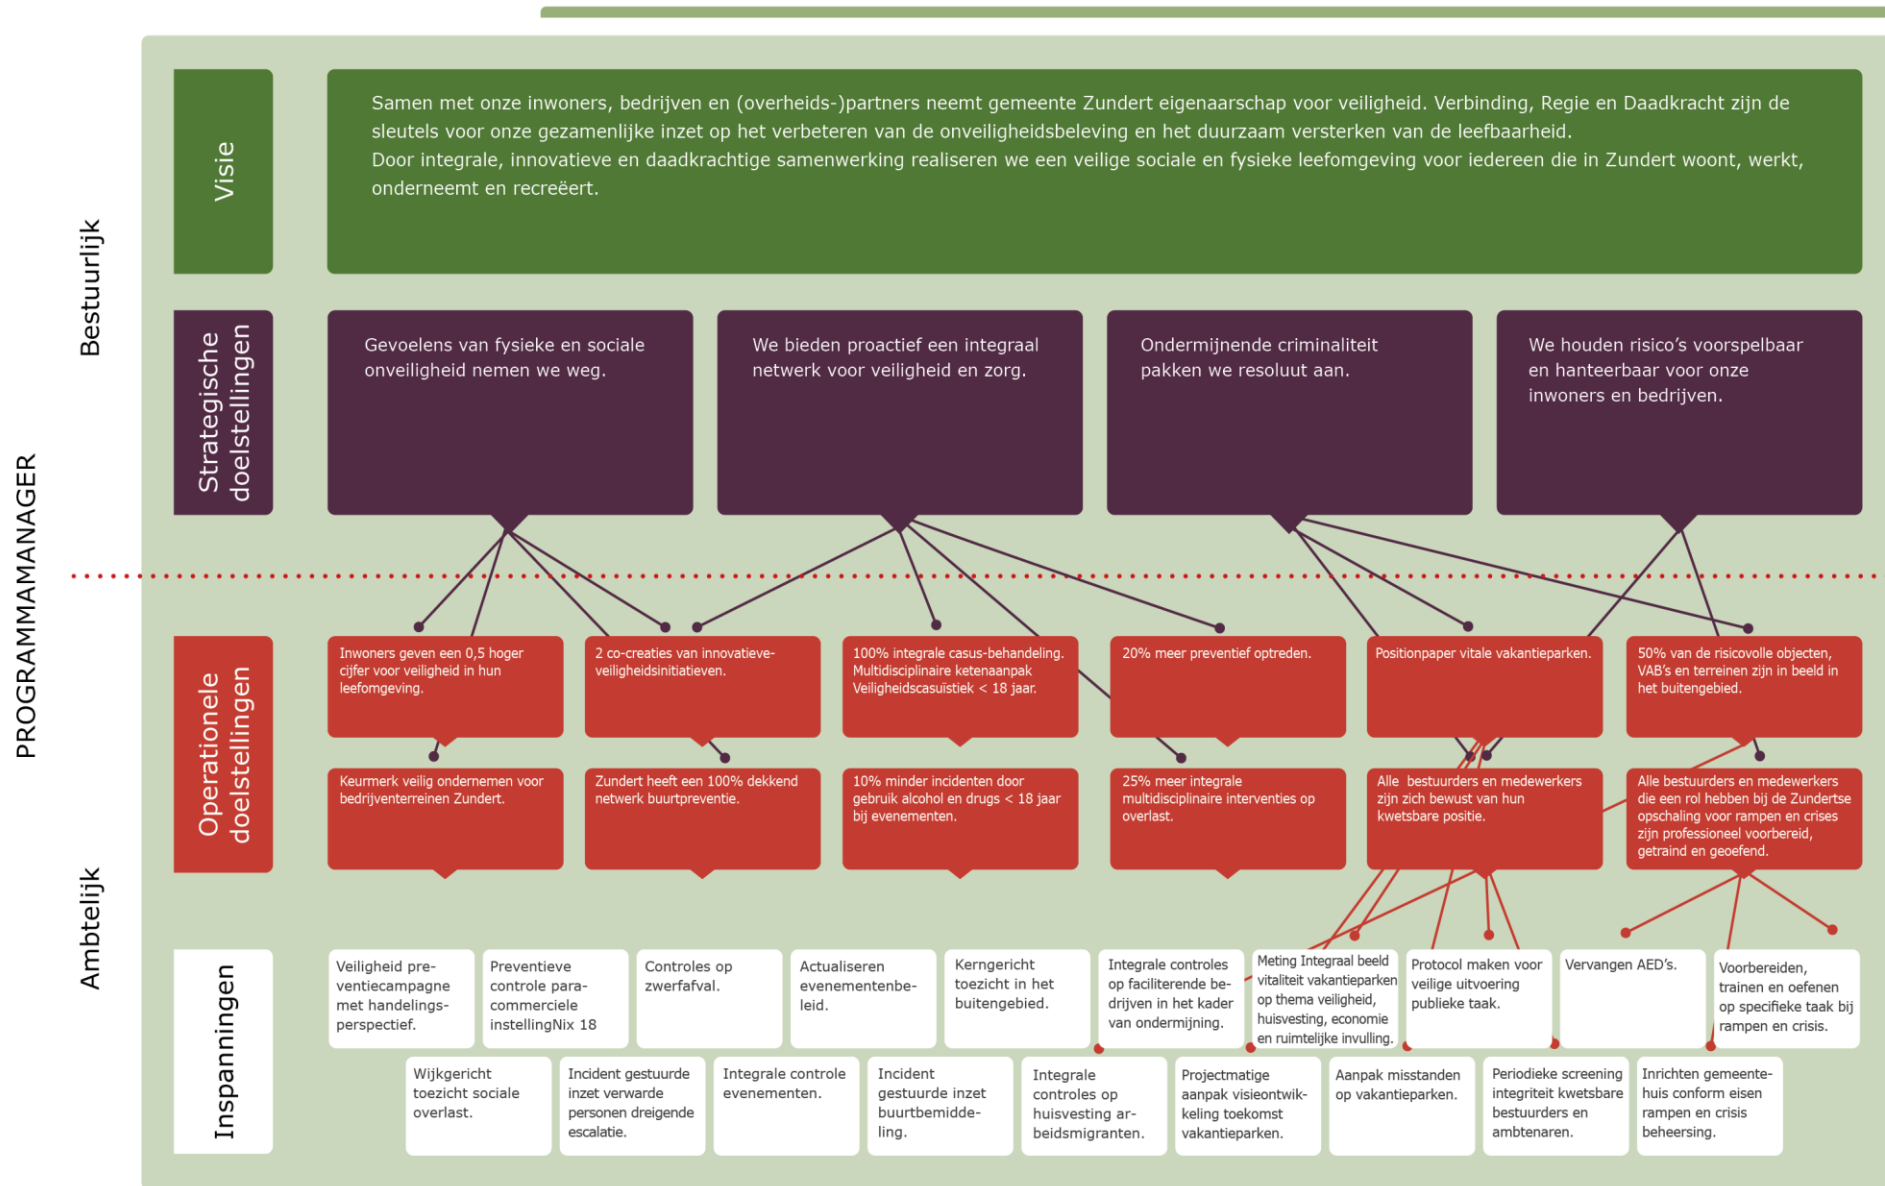 PROGRAMMAMANAGER
Bestuurlijk
Ambtelijk
Visie
Samen met onze inwoners, bedrijven en (overheids-)partners neemt gemeente Zundert eigenaarschap voor veiligheid. Verbinding, Regie en Daadkracht zijn de
sleutels voor onze gezamenlijke inzet op het verbeteren van de onveiligheidsbeleving en het duurzaam versterken van de leefbaarheid.
Door integrale, innovatieve en daadkrachtige samenwerking realiseren we een veilige sociale en fysieke leefomgeving voor iedereen die in Zundert woont, werkt,
onderneemt en recreëert.
Strategische
doelstellingen
Gevoelens van fysieke en sociale
onveiligheid nemen we weg.
We bieden proactief een integraal
netwerk voor veiligheid en zorg.
Ondermijnende criminaliteit
pakken we resoluut aan.
We houden risico’s voorspelbaar
en hanteerbaar voor onze
inwoners en bedrijven.
Operationele
doelstellingen
Inwoners geven een 0,5 hoger
cijfer voor veiligheid in hun
leefomgeving.
2 co-creaties van innovatieve-
veiligheidsinitiatieven.
100% integrale casus-behandeling.
Multidisciplinaire ketenaanpak
Veiligheidscasuïstiek < 18 jaar.
20% meer preventief optreden.
Positionpaper vitale vakantieparken.
50% van de risicovolle objecten,
VAB’s en terreinen zijn in beeld in
het buitengebied.
Keurmerk veilig ondernemen voor
bedrijventerreinen Zundert.
Zundert heeft een 100% dekkend
netwerk buurtpreventie.
10% minder incidenten door
gebruik alcohol en drugs < 18 jaar
bij evenementen.
25% meer integrale
multidisciplinaire interventies op
overlast.
Alle bestuurders en medewerkers
zijn zich bewust van hun
kwetsbare positie.
Alle bestuurders en medewerkers
die een rol hebben bij de Zundertse
opschaling voor rampen en crises
zijn professioneel voorbereid,
getraind en geoefend.
Inspanningen
Veiligheid pre-
ventiecampagne
met handelings-
perspectief.
Preventieve
controle para-
commerciele
instellingNix 18
Controles op
zwerfafval.
Actualiseren
evenementenbe-
leid.
Kerngericht
toezicht in het
buitengebied.
Integrale controles
op faciliterende be-
drijven in het kader
van ondermijning.
Meting Integraal beeld
vitaliteit vakantieparken
op thema veiligheid,
huisvesting, economie
en ruimtelijke invulling.
Protocol maken voor
veilige uitvoering
publieke taak.
Vervangen AED’s.
Voorbereiden,
trainen en oefenen
op specifieke taak bij
rampen en crisis.
Wijkgericht
toezicht sociale
overlast.
Incident gestuurde
inzet verwarde
personen dreigende
escalatie.
Integrale controle
evenementen.
Incident
gestuurde inzet
buurtbemidde-
ling.
Integrale
controles op
huisvesting ar-
beidsmigranten.
Projectmatige
aanpak visieontwik-
keling toekomst
vakantieparken.
Aanpak misstanden
op vakantieparken.
Periodieke screening
integriteit kwetsbare
bestuurders en
ambtenaren.
Inrichten gemeente-
huis conform eisen
rampen en crisis
beheersing.